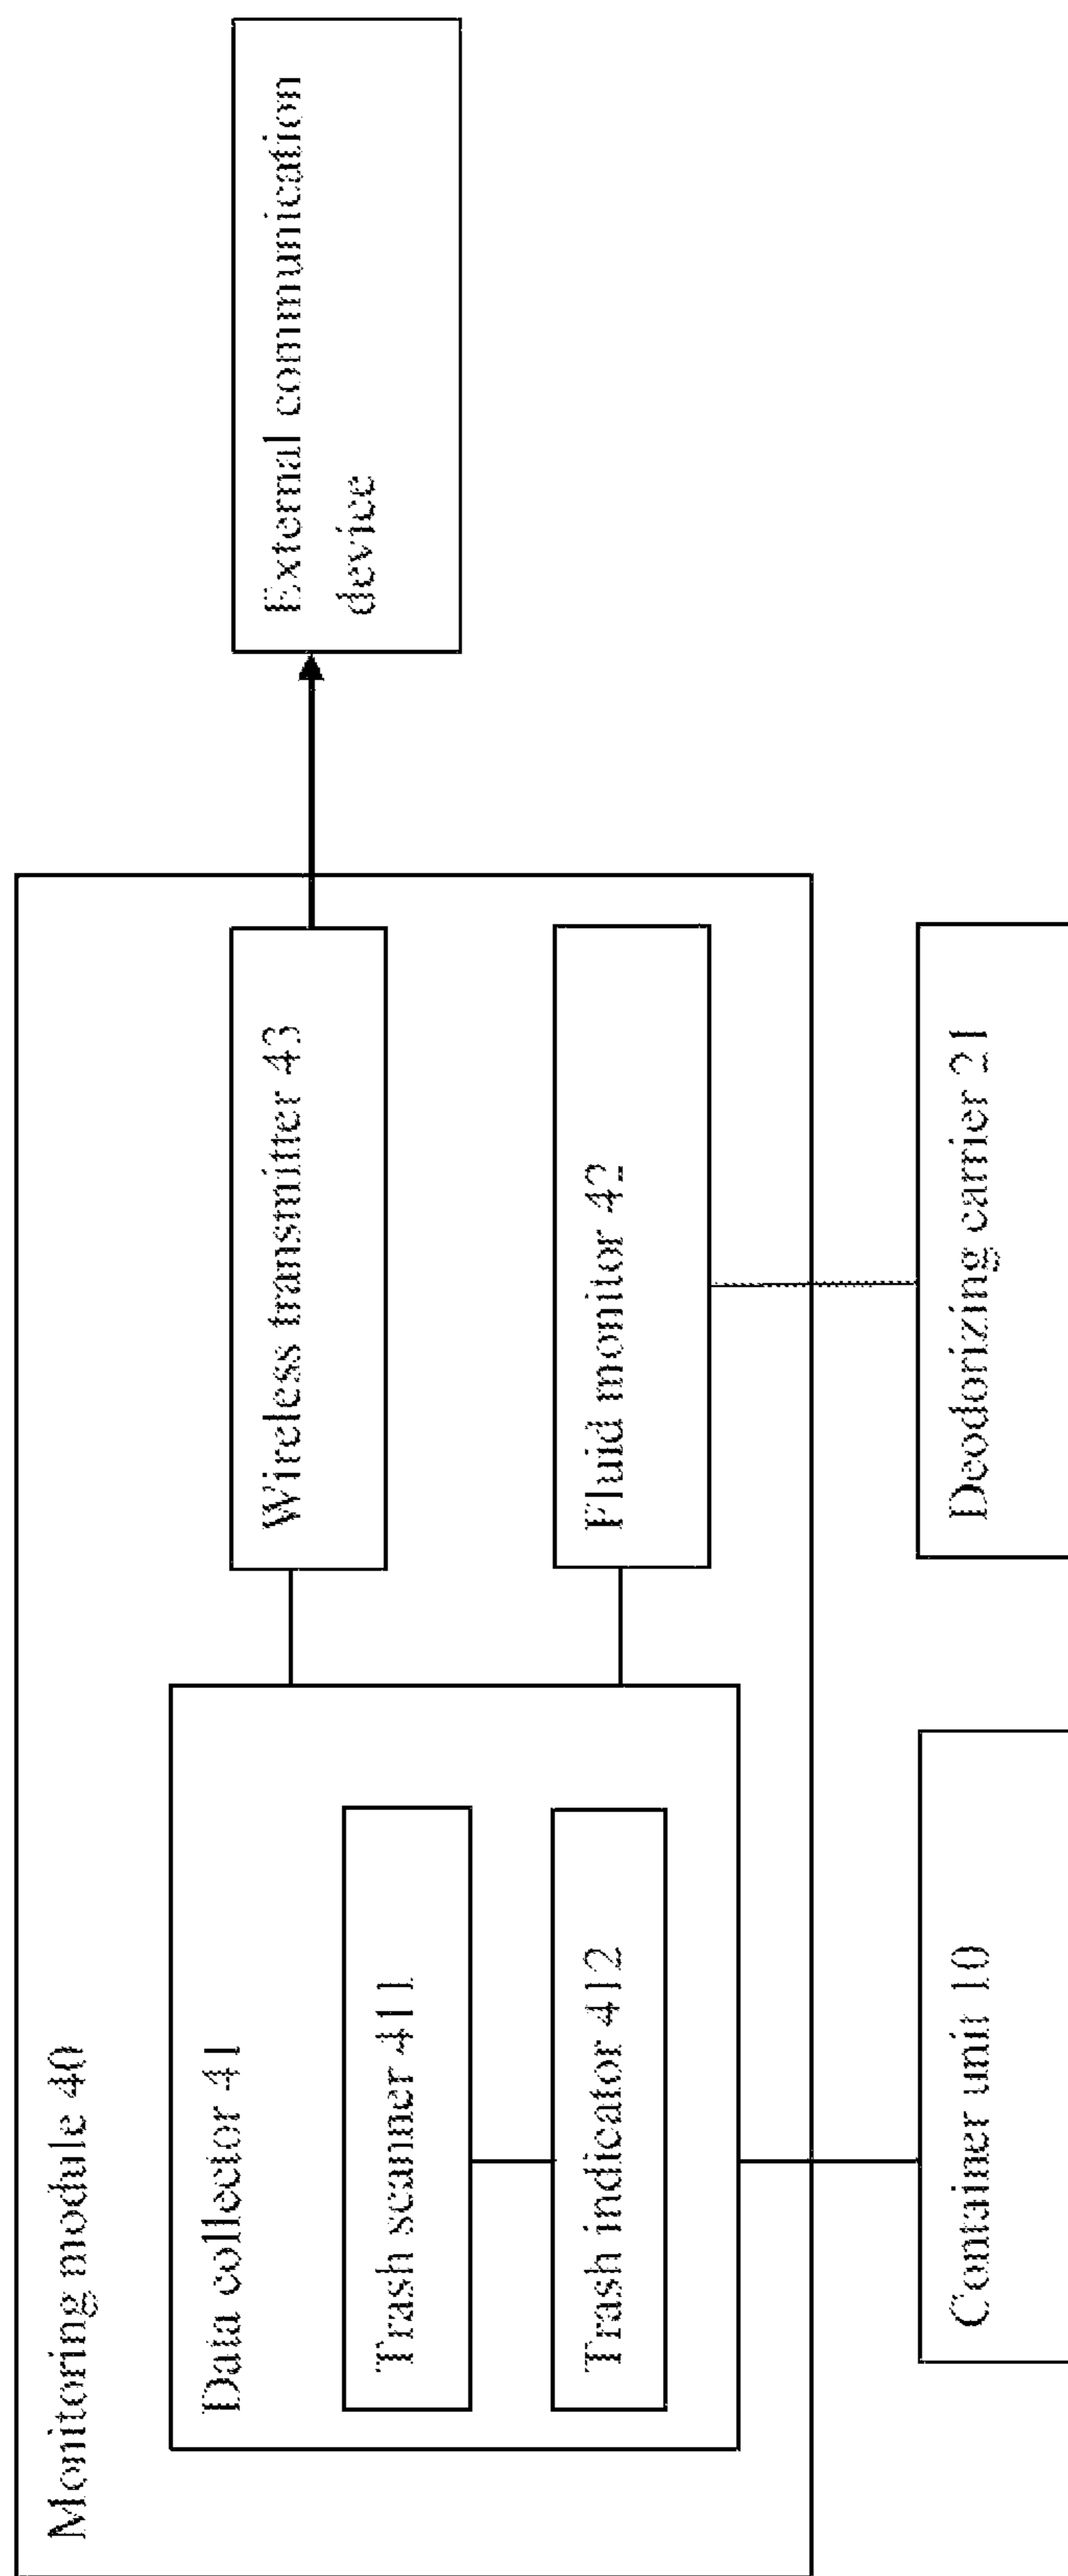 Monitoring module 40
Data collector 41
Trash scanner 411
Trash indicator 412
Wireless transmitter 43
Fluid monitor 42
External communication
device
Container unit 10
Deodorizing carrier 21